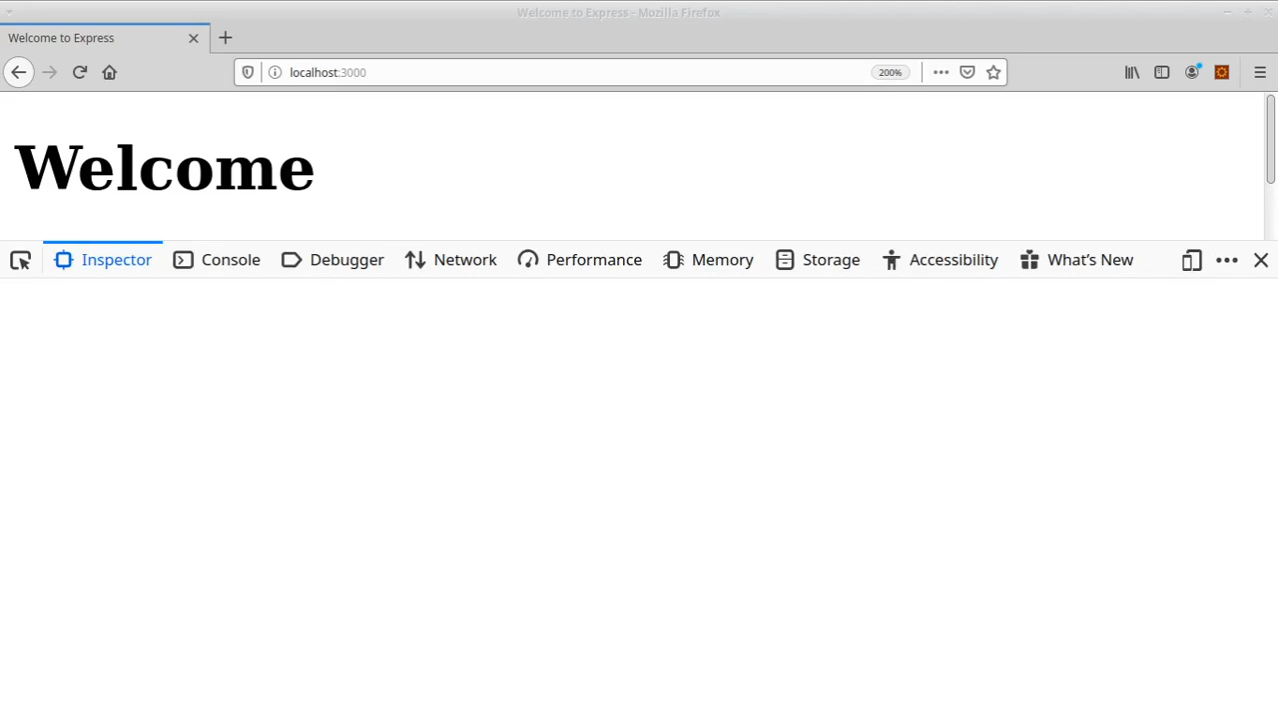 Welcome to Express - Mozilla Firefox
Welcome to Express
localhost:3000
200%
Welcome
Inspector Console Debugger Network Performance Memory Storage Accessibility What's New